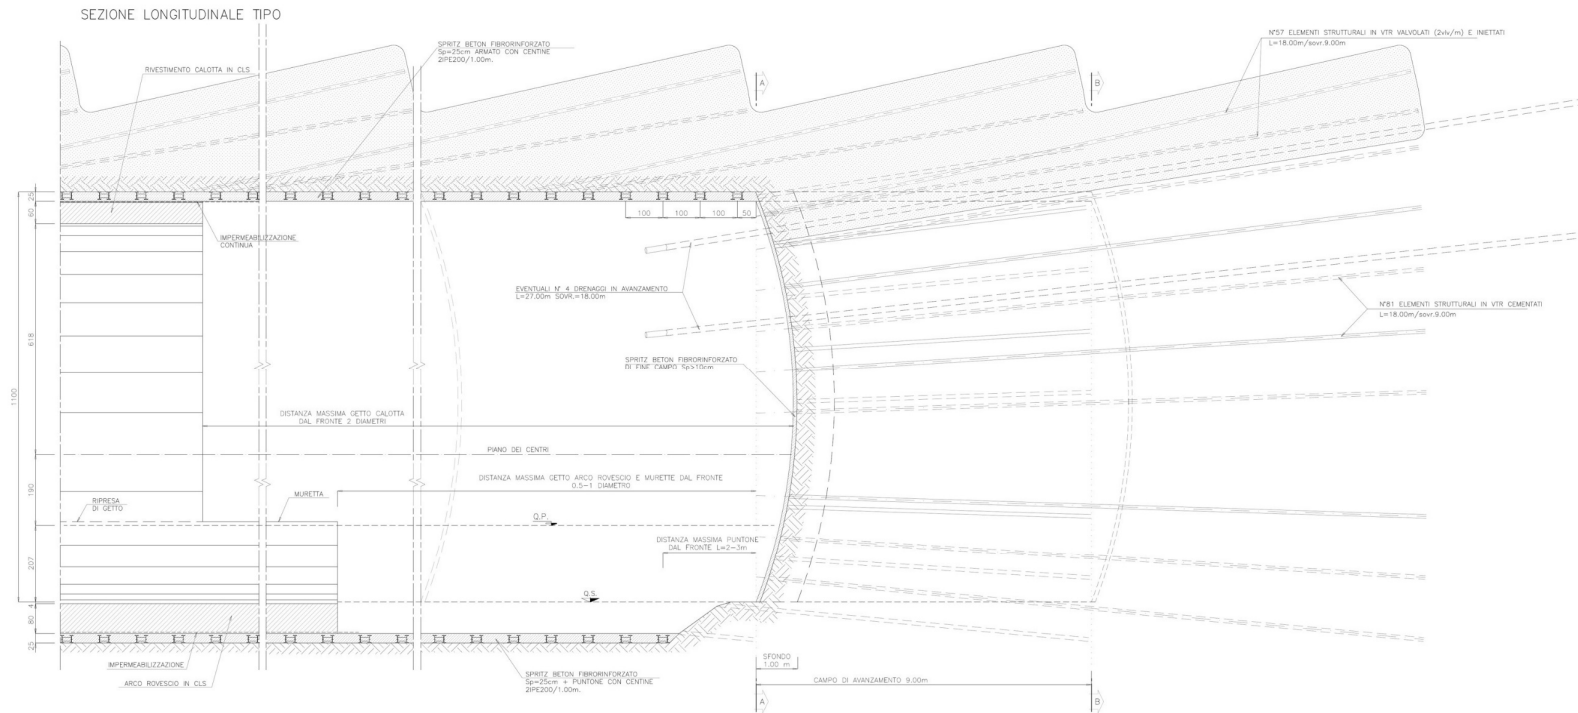 SEZIONE LONGITUDINALE TIPO
SPRITZ BETON FIBRORINFORZATO
Sp=25cm ARMATO CON CENTINE
2IPE200/1.00m.
RIVESTIMENTO CALOTTA IN CLS
N°57 ELEMENTI STRUTTURALI IN VTR VALVOLATI (2vlv/m) E INIETTATI
L=18.00m/sovr.9.00m
A
B
25
60
100
100
100
50
IMPERMEABILIZZAZIONE
CONTINUA
EVENTUALI N° 4 DRENAGGI IN AVANZAMENTO
L=27.00m SOVR.=18.00m
N°81 ELEMENTI STRUTTURALI IN VTR CEMENTATI
L=18.00m/sovr.9.00m
618
SPRITZ BETON FIBRORINFORZATO
DI FINE CAMPO Sp>10cm
1100
DISTANZA MASSIMA GETTO CALOTTA
DAL FRONTE 2 DIAMETRI
PIANO DEI CENTRI
DISTANZA MASSIMA GETTO ARCO ROVESCIO E MURETTE DAL FRONTE
0.5-1 DIAMETRO
190
RIPRESA
DI GETTO
MURETTA
Q.P.
DISTANZA MASSIMA PUNTONE
DAL FRONTE L=2-3m
207
Q.S.
4
80
25
IMPERMEABILIZZAZIONE
ARCO ROVESCIO IN CLS
SPRITZ BETON FIBRORINFORZATO
Sp=25cm + PUNTONE CON CENTINE
2IPE200/1.00m.
SFONDO
1.00 m
CAMPO DI AVANZAMENTO 9.00m
A
B